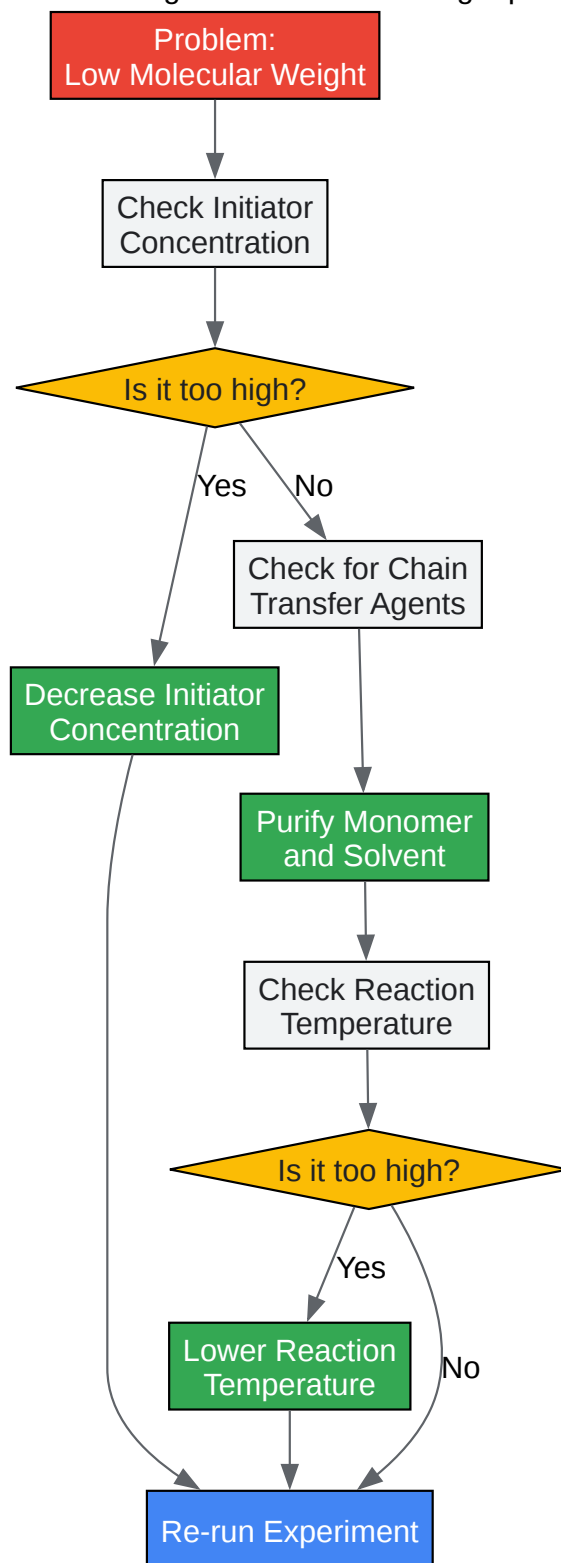 Problem:
Low Molecular Weight
Check Initiator
Concentration
Is it too high?
Yes
No
Check for Chain
Transfer Agents
Decrease Initiator
Concentration
Purify Monomer
and Solvent
Check Reaction
Temperature
Is it too high?
Yes
Lower Reaction
Temperature
No
Re-run Experiment